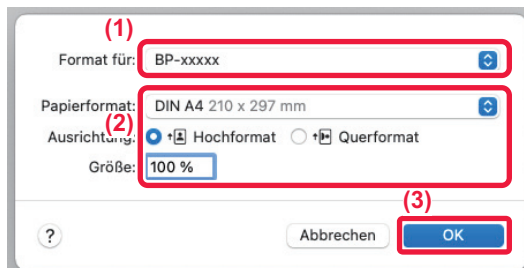 (1)
Format für: BP-xxxxx
Papierformat: DIN A4 210 x 297 mm
(2)
Ausrichtung: Hochformat Querformat
Größe: 100 %
(3)
? Abbrechen OK